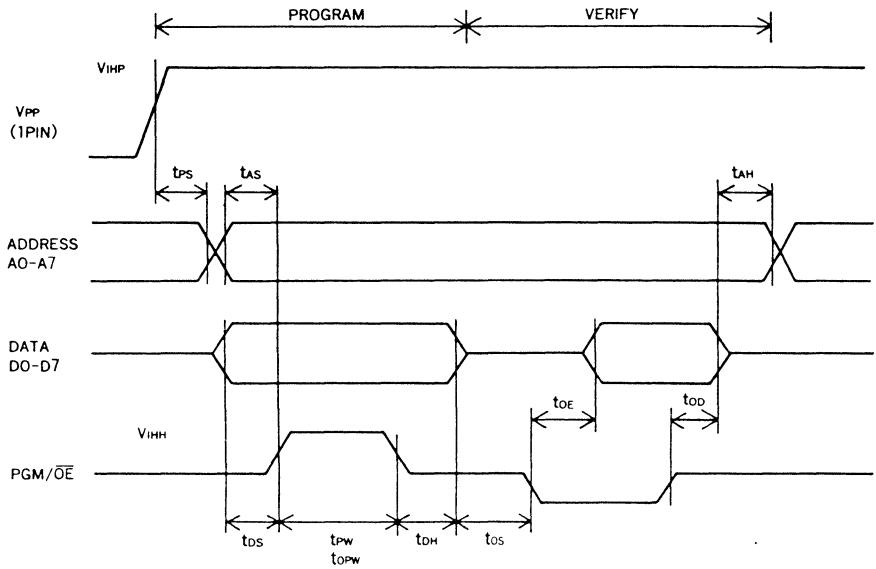 PROGRAM VERIFY
VIHP
VPP
(1PIN)
tPS tAS tAH
ADDRESS
A0-A7
DATA
D0-D7
tOE tOD
VIHH
PGM/O̅E̅
tDS tPW tDH tOS
tOPW